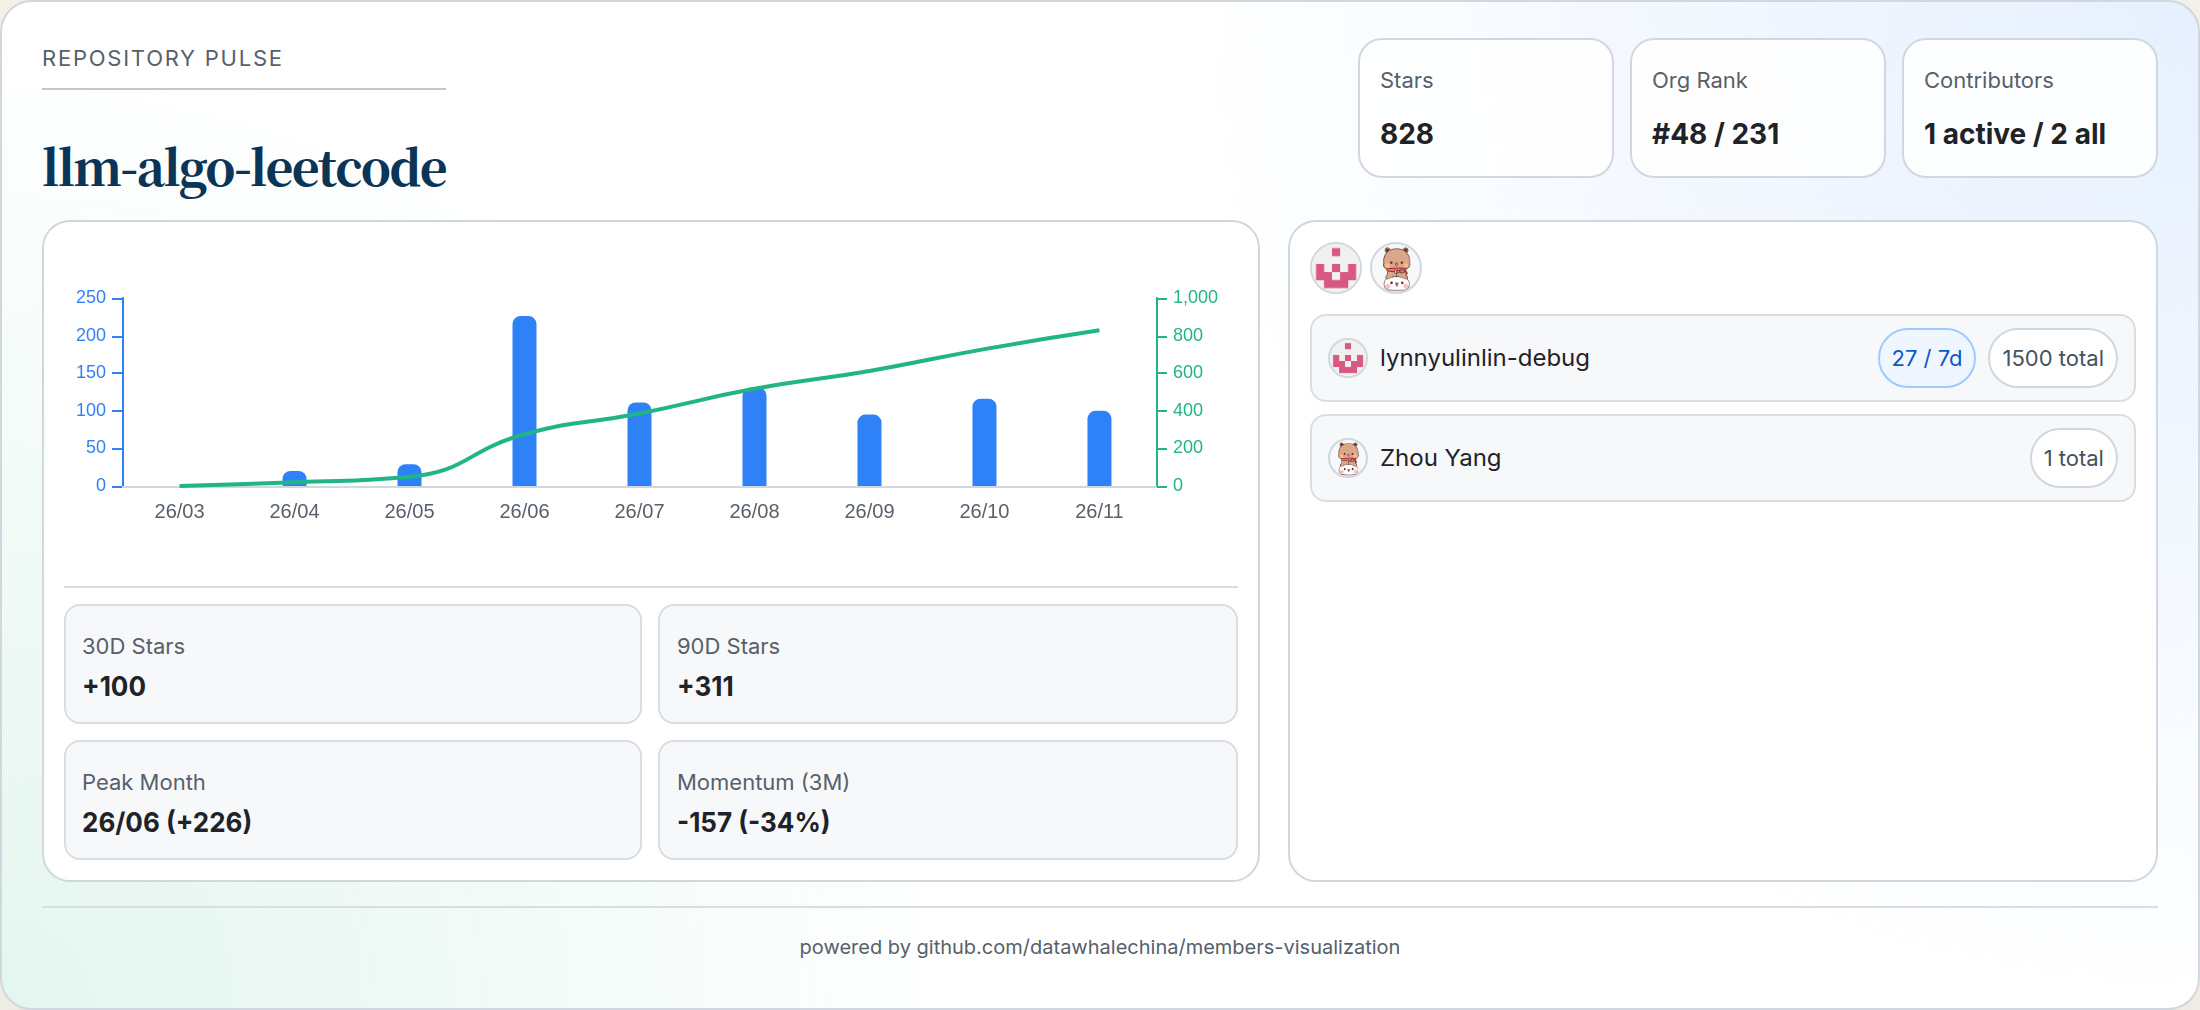 REPOSITORY PULSE
llm-algo-leetcode
Stars
828
Org Rank
#48 / 231
Contributors
1 active / 2 all
250
200
150
100
50
0
1,000
800
600
400
200
0
26/03
26/04
26/05
26/06
26/07
26/08
26/09
26/10
26/11
30D Stars
+100
90D Stars
+311
Peak Month
26/06 (+226)
Momentum (3M)
-157 (-34%)
lynnyulinlin-debug
27 / 7d
1500 total
Zhou Yang
1 total
powered by github.com/datawhalechina/members-visualization